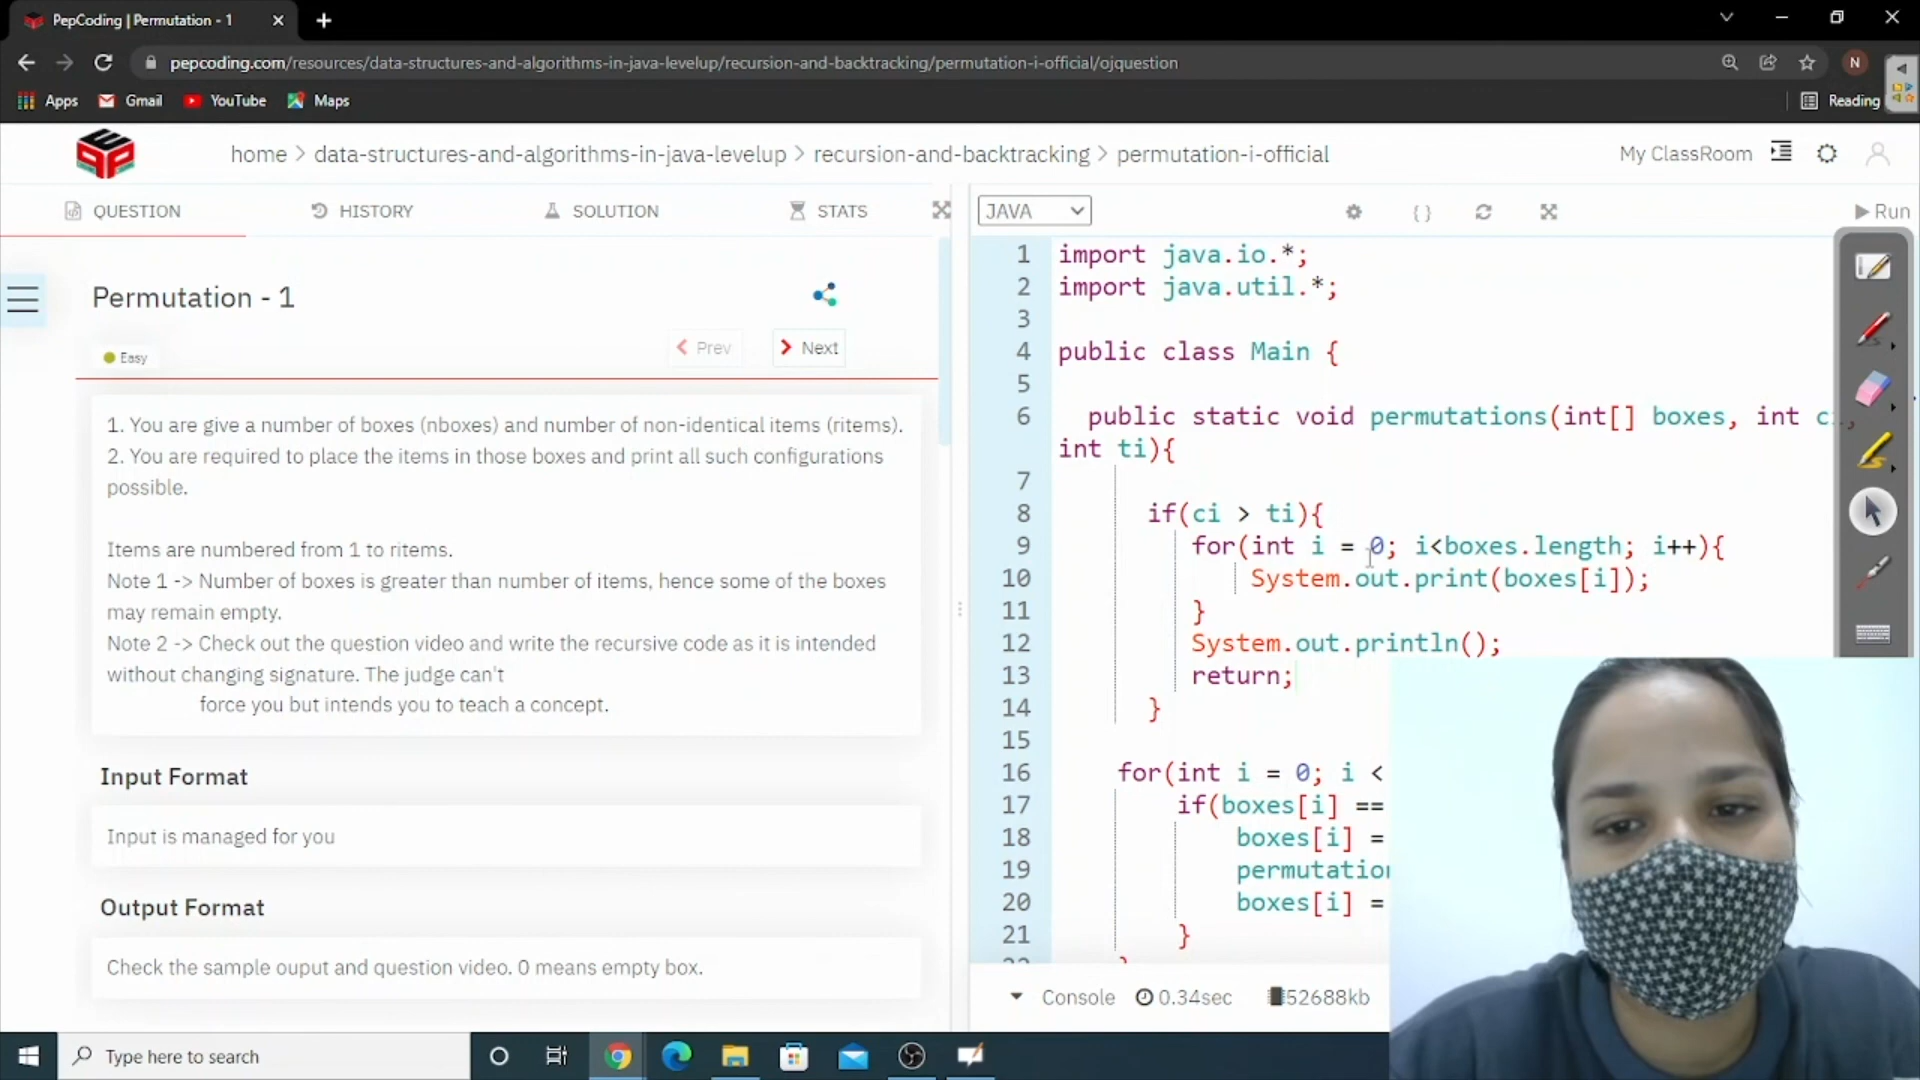 PepCoding | Permutation - 1
pepcoding.com/resources/data-structures-and-algorithms-in-java-levelup/recursion-and-backtracking/permutation-i-official/ojquestion
N
Apps Gmail YouTube Maps
Reading
home > data-structures-and-algorithms-in-java-levelup > recursion-and-backtracking > permutation-i-official
My ClassRoom
QUESTION HISTORY SOLUTION STATS
Permutation - 1
Prev Next
Easy
1. You are give a number of boxes (nboxes) and number of non-identical items (ritems).
2. You are required to place the items in those boxes and print all such configurations
possible.
Items are numbered from 1 to ritems.
Note 1 -> Number of boxes is greater than number of items, hence some of the boxes
may remain empty.
Note 2 -> Check out the question video and write the recursive code as it is intended
without changing signature. The judge can't
force you but intends you to teach a concept.
Input Format
Input is managed for you
Output Format
Check the sample ouput and question video. 0 means empty box.
JAVA
{ }
Run
1 import java.io.*;
2 import java.util.*;
3
4 public class Main {
5
6 public static void permutations(int[] boxes, int ci,
int ti){
7
8 if(ci > ti){
9 for(int i = 0; i<boxes.length; i++){
10 System.out.print(boxes[i]);
11 }
12 System.out.println();
13 return;
14 }
15
16 for(int i = 0; i <
17 if(boxes[i] ==
18 boxes[i] =
19 permutation
20 boxes[i] =
21 }
Console 0.34sec 52688kb
Type here to search